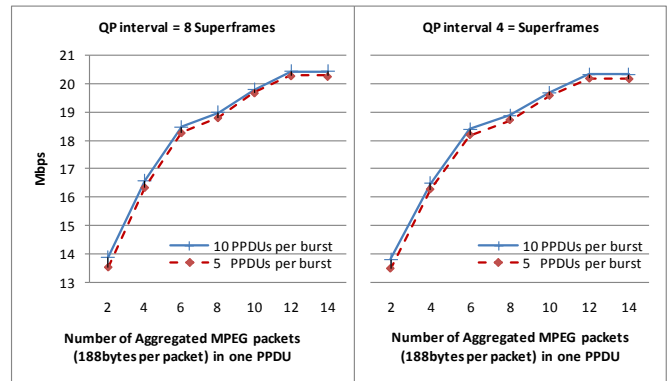 QP interval = 8 Superframes
QP interval 4 = Superframes
21
20
19
18
17
16
15
14
13
Mbps
10 PPDUs per burst
5 PPDUs per burst
10 PPDUs per burst
5 PPDUs per burst
2 4 6 8 10 12 14
2 4 6 8 10 12 14
Number of Aggregated MPEG packets
(188bytes per packet) in one PPDU
Number of Aggregated MPEG packets
(188bytes per packet) in one PPDU